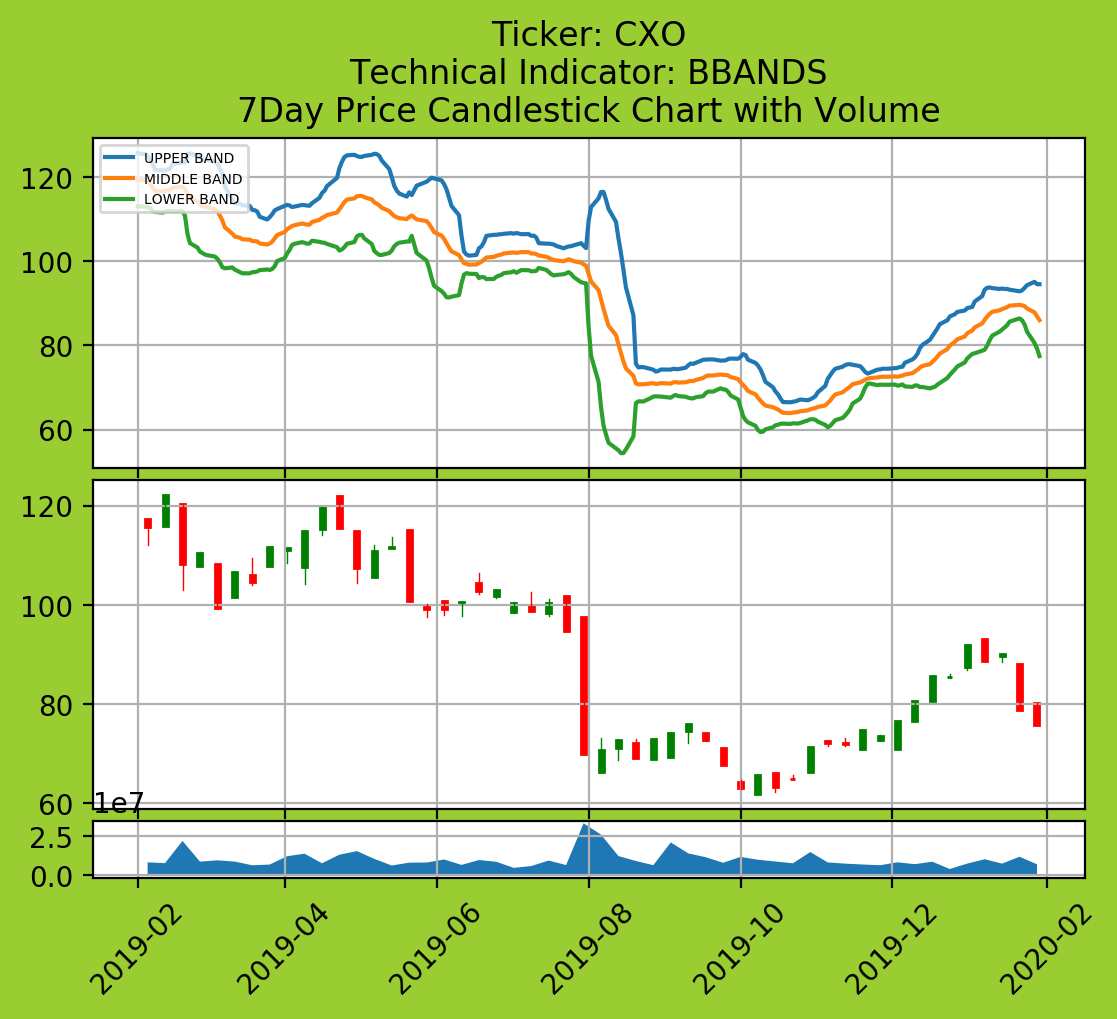 Ticker: CXO
Technical Indicator: BBANDS
7Day Price Candlestick Chart with Volume
UPPER BAND
MIDDLE BAND
LOWER BAND
120
100
80
60
120
100
80
60
1e7
2.5
0.0
2019-02
2019-04
2019-06
2019-08
2019-10
2019-12
2020-02